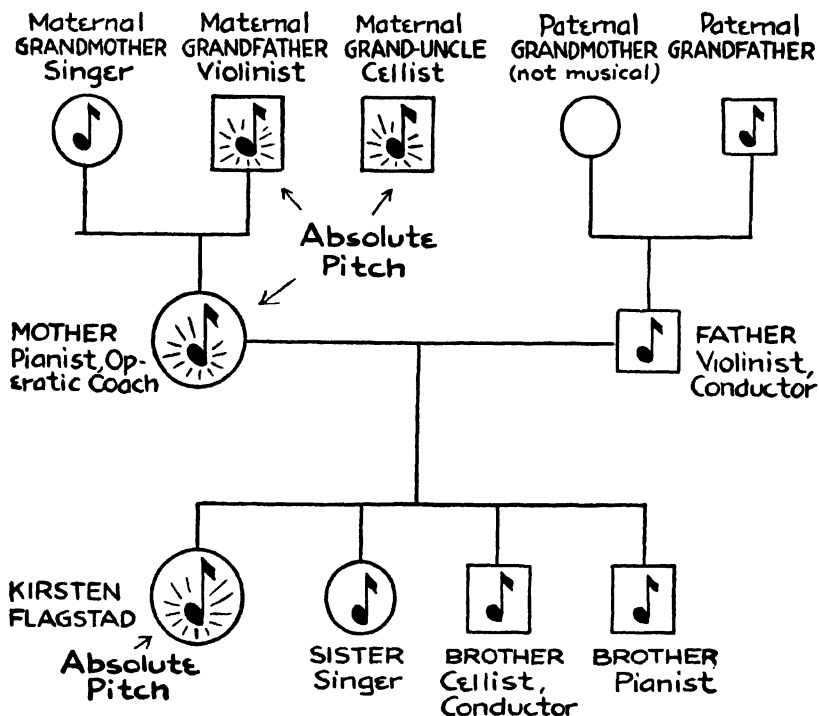 Maternal
GRANDMOTHER
Singer
Maternal
GRANDFATHER
Violinist
Maternal
GRAND-UNCLE
Cellist
Paternal
GRANDMOTHER
(not musical)
Paternal
GRANDFATHER
Absolute
Pitch
MOTHER
Pianist, Op-
eratic Coach
FATHER
Violinist,
Conductor
KIRSTEN
FLAGSTAD
Absolute
Pitch
SISTER
Singer
BROTHER
Cellist,
Conductor
BROTHER
Pianist